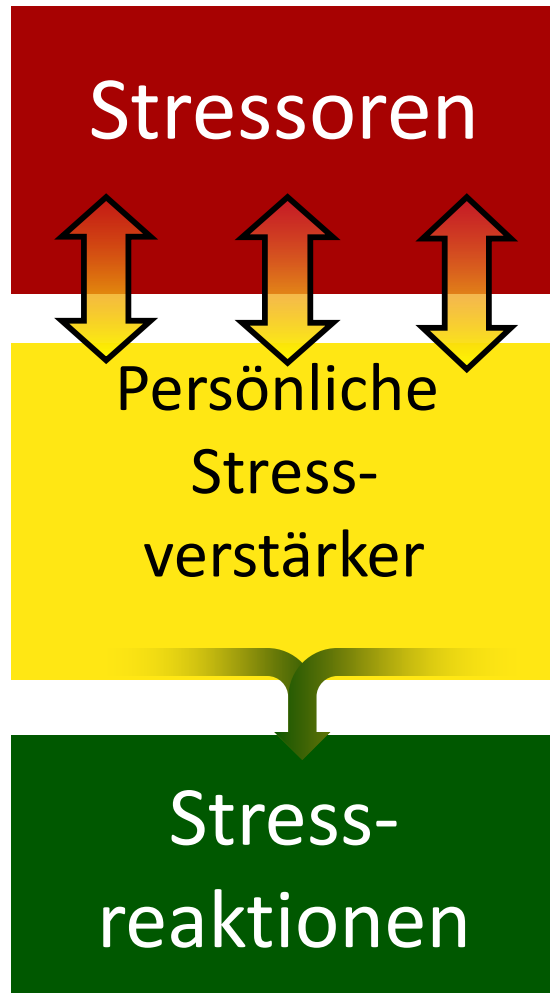 Stressoren
Persönliche
Stress-
verstärker
Stress-
reaktionen